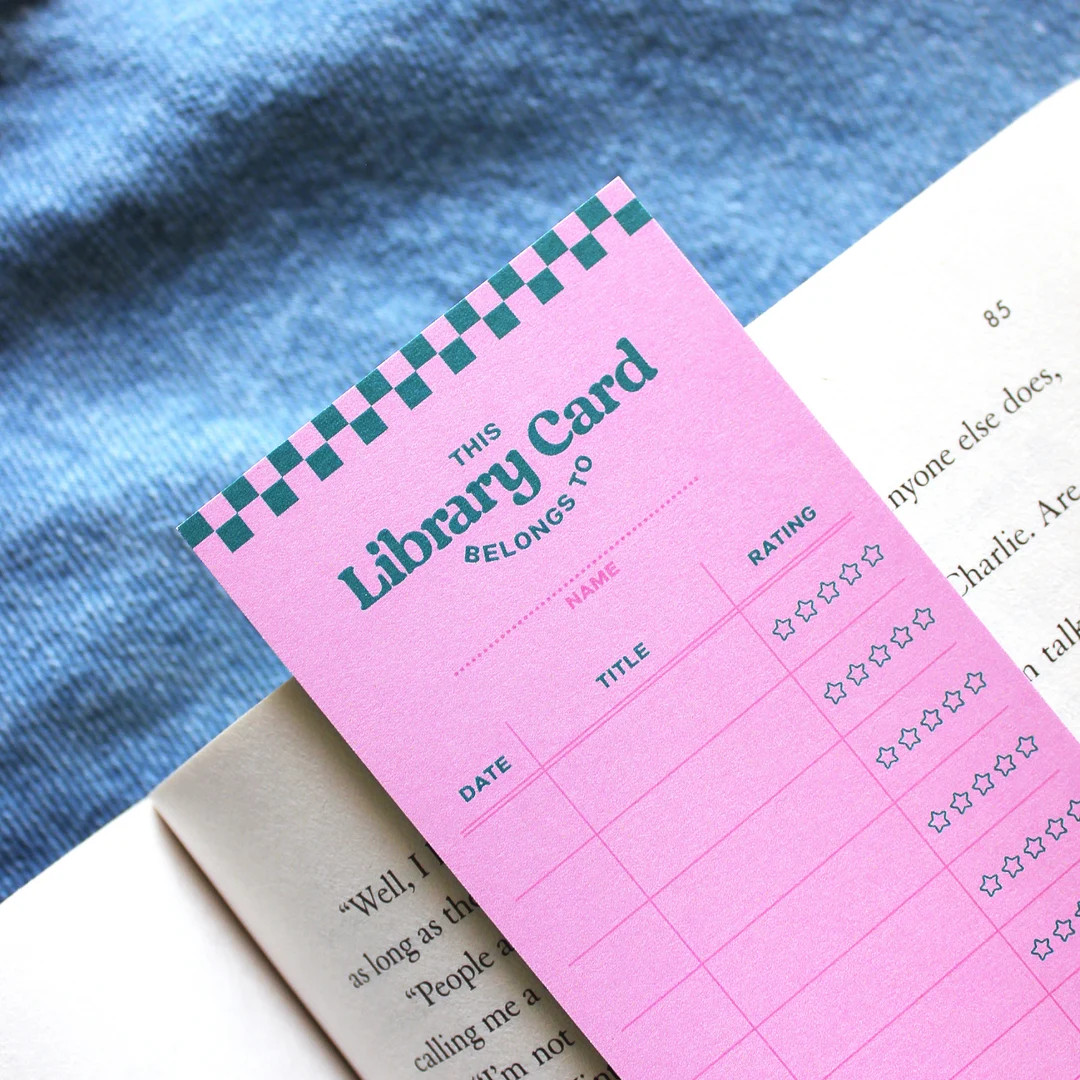 THIS
Library Card
BELONGS TO
NAME
DATE TITLE RATING
85
nyone else does,
Charlie. Are
talk
“Well, I
as long as the
“People
calling me a
“I’m not